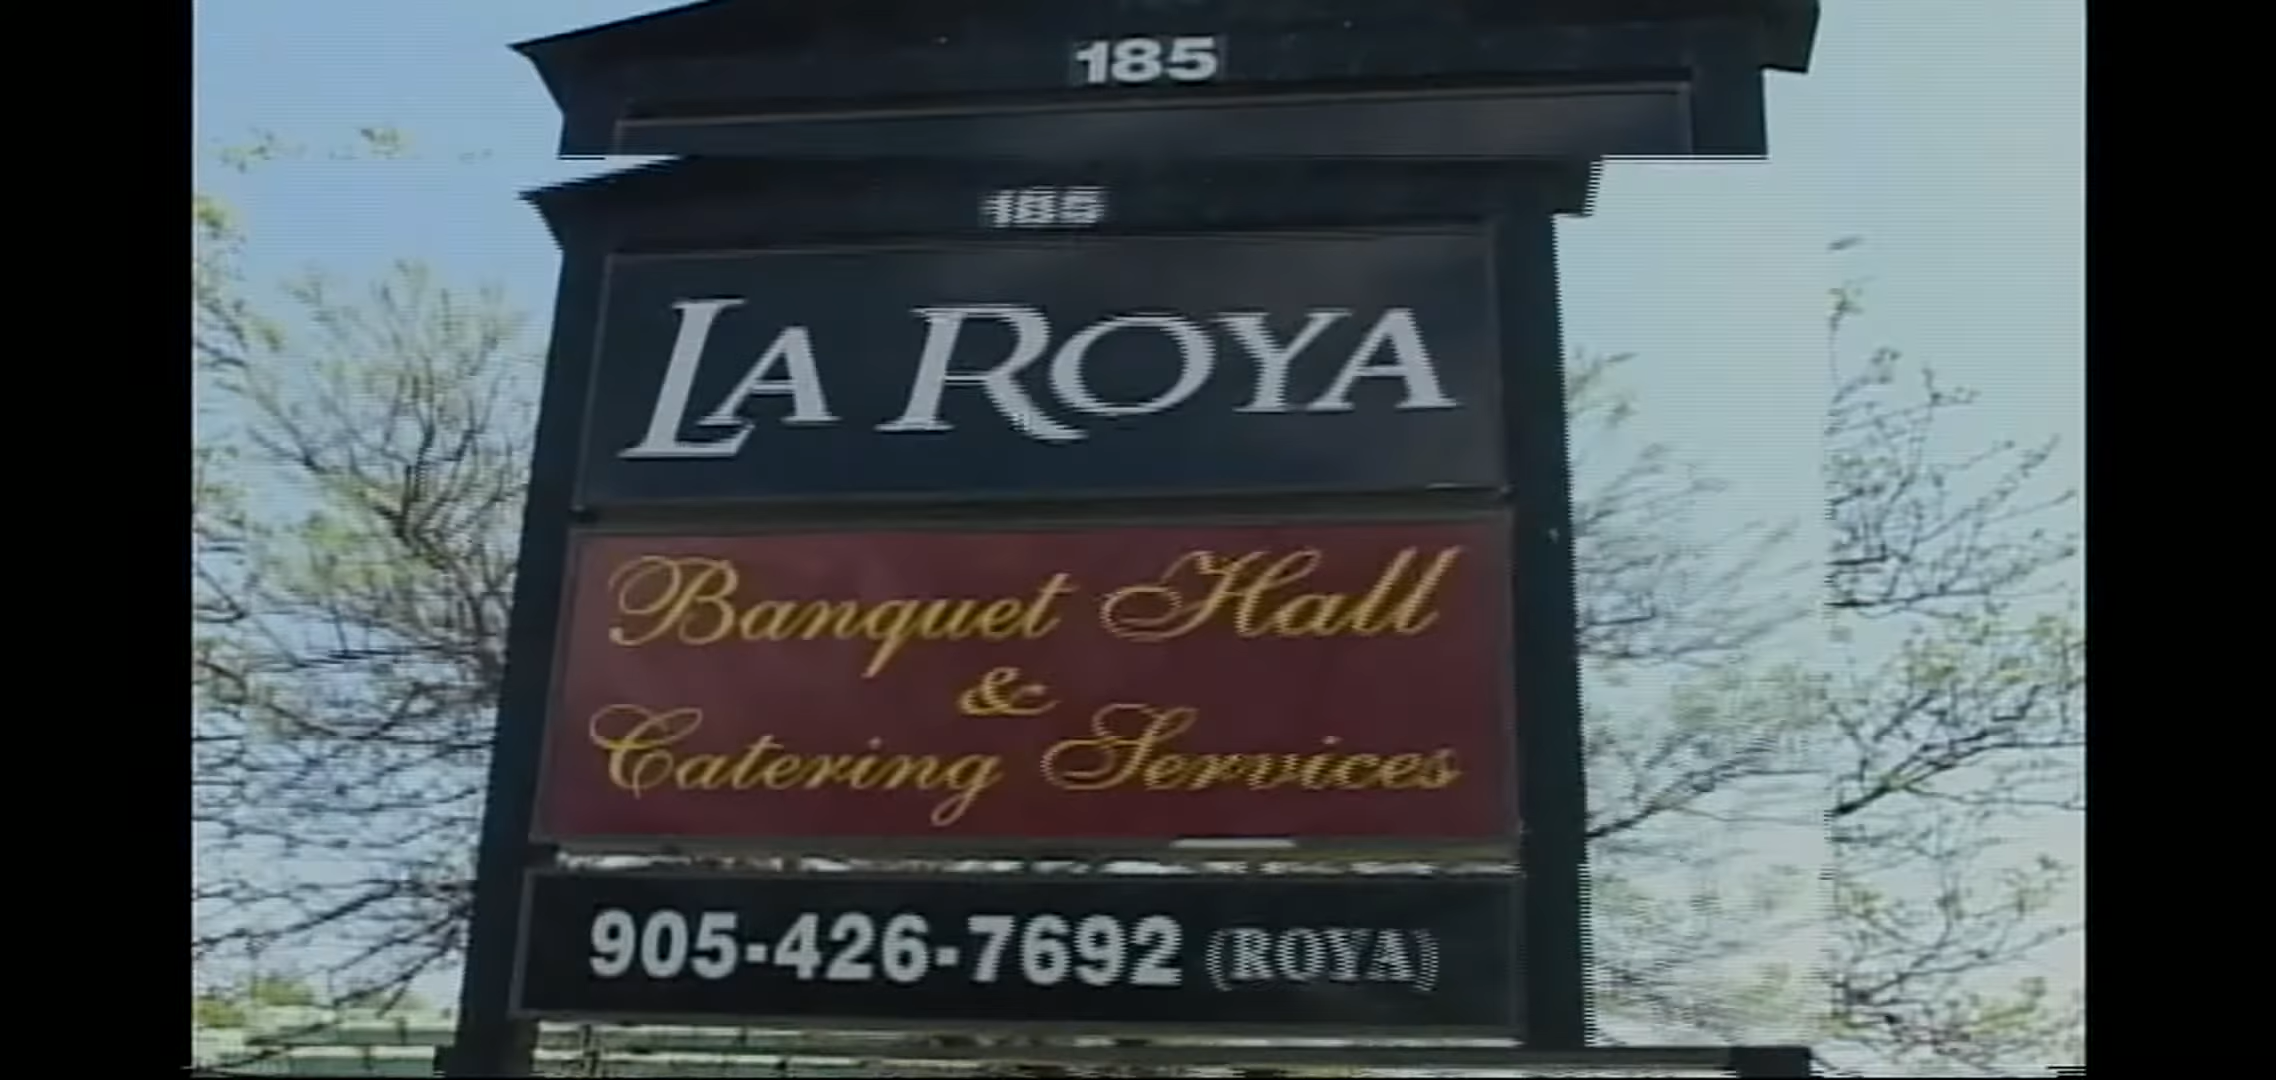 185
185
LA ROYA
Banquet Hall
&
Catering Services
905-426-7692 (ROYA)